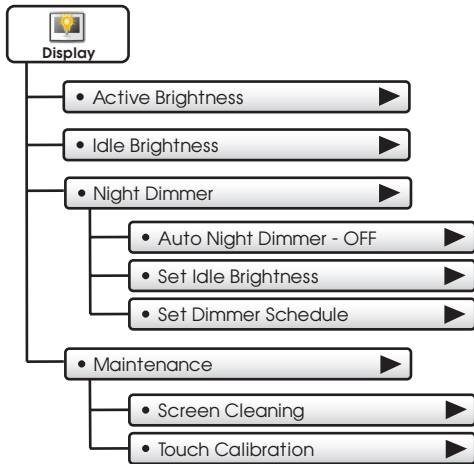 Display
• Active Brightness
• Idle Brightness
• Night Dimmer
• Auto Night Dimmer - OFF
• Set Idle Brightness
• Set Dimmer Schedule
• Maintenance
• Screen Cleaning
• Touch Calibration